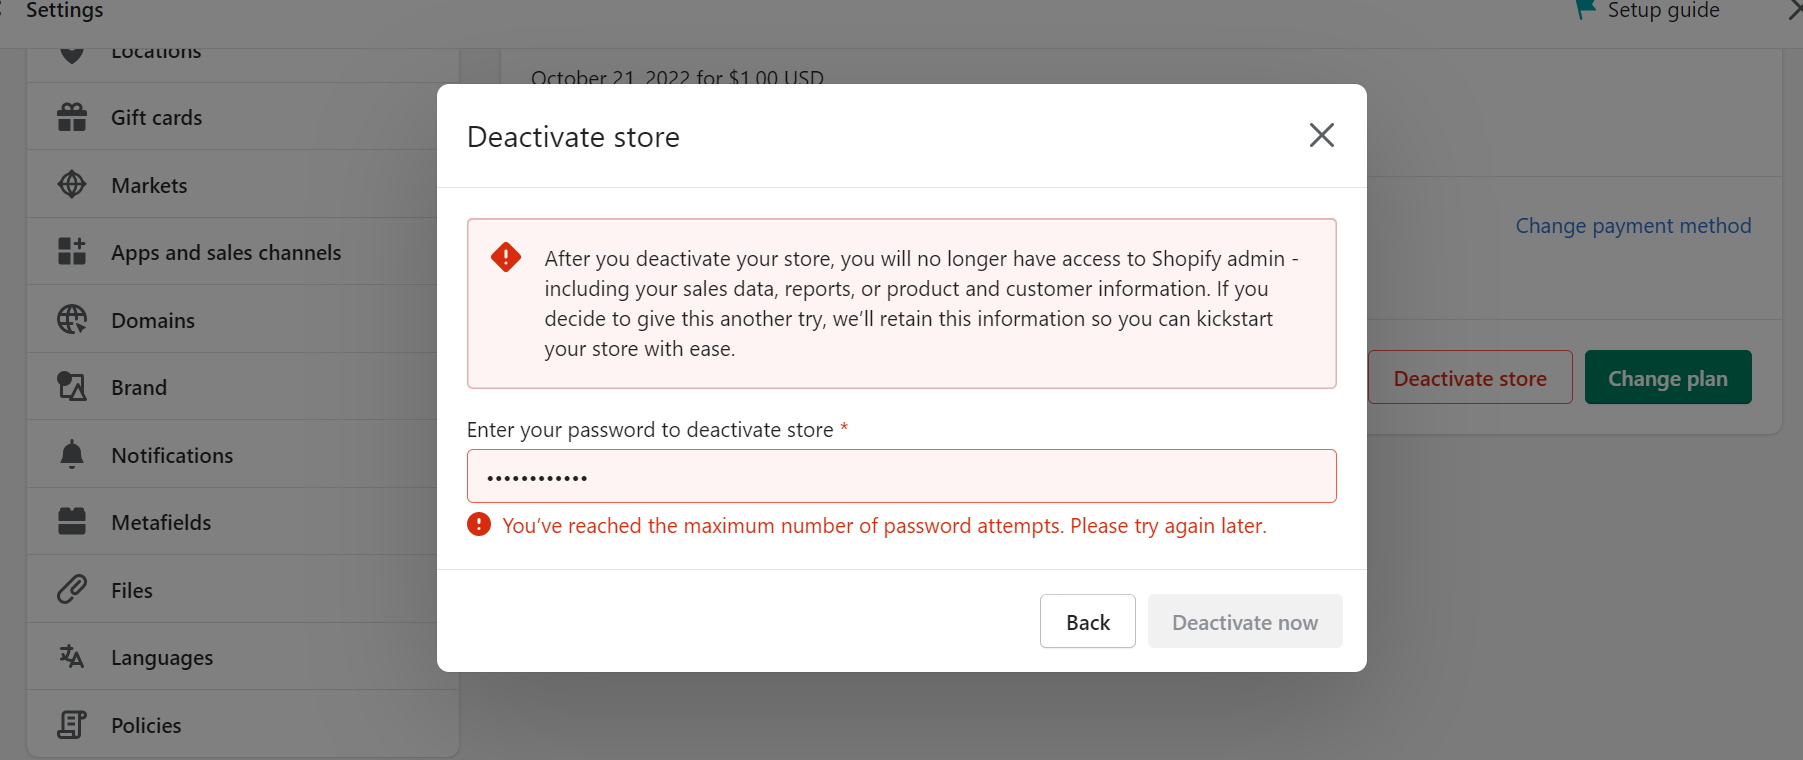 Settings
Setup guide
Locations
October 21, 2022 for $1.00 USD
Deactivate store
Gift cards
Markets
Apps and sales channels
Domains
Brand
Notifications
Metafields
Files
Languages
Policies
After you deactivate your store, you will no longer have access to Shopify admin -
including your sales data, reports, or product and customer information. If you
decide to give this another try, we’ll retain this information so you can kickstart
your store with ease.
Enter your password to deactivate store *
••••••••••••
You’ve reached the maximum number of password attempts. Please try again later.
Back
Deactivate now
Change payment method
Deactivate store
Change plan